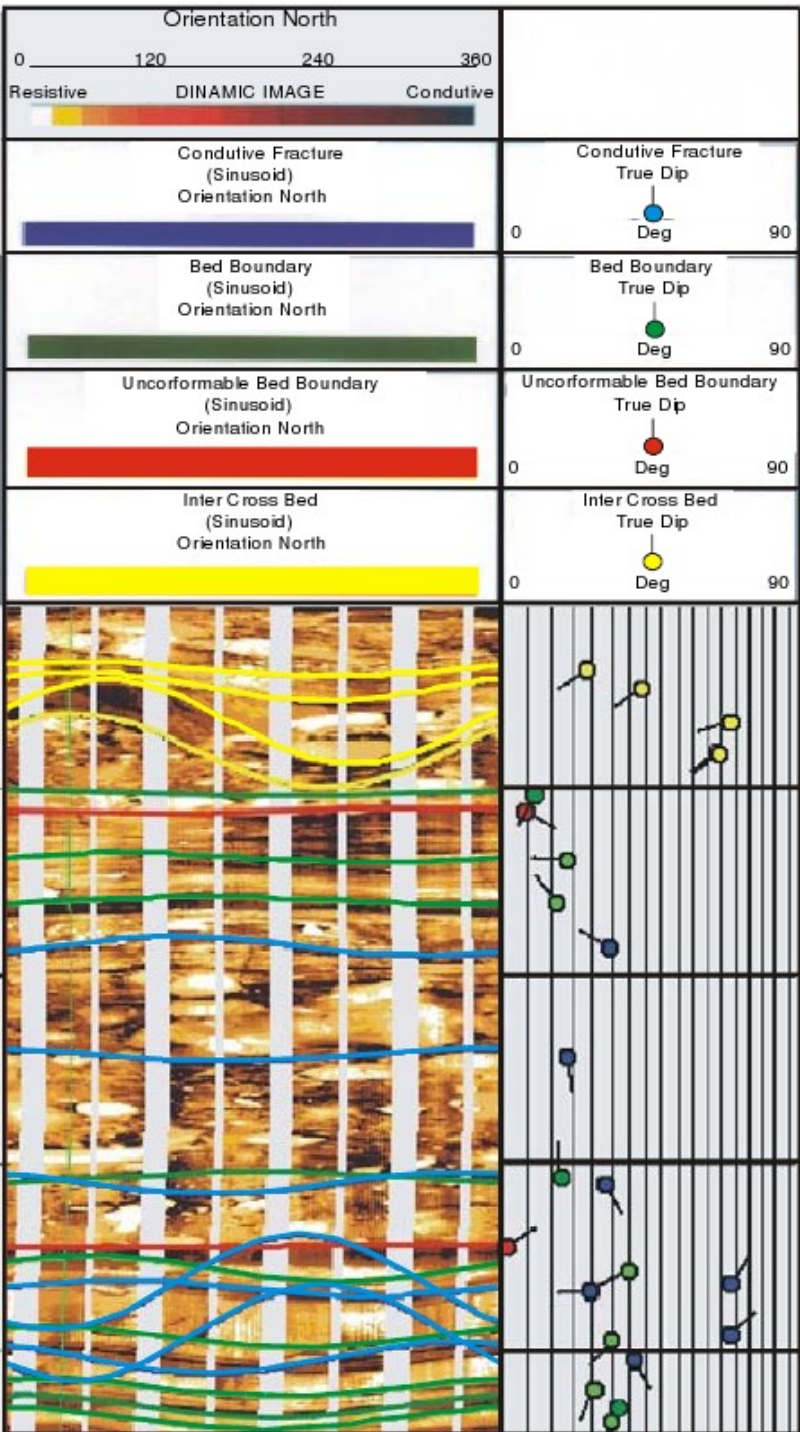 Orientation North
0 120 240 360
Resistive DINAMIC IMAGE Condutive
Condutive Fracture
(Sinusoid)
Orientation North
Condutive Fracture
True Dip
0 Deg 90
Bed Boundary
(Sinusoid)
Orientation North
Bed Boundary
True Dip
0 Deg 90
Uncorformable Bed Boundary
(Sinusoid)
Orientation North
Uncorformable Bed Boundary
True Dip
0 Deg 90
Inter Cross Bed
(Sinusoid)
Orientation North
Inter Cross Bed
True Dip
0 Deg 90